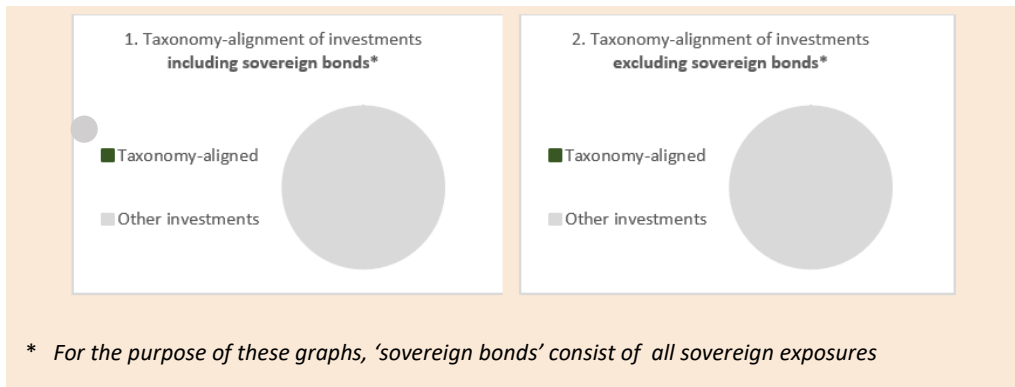 1. Taxonomy-alignment of investments
including sovereign bonds*
Taxonomy-aligned
Other investments
2. Taxonomy-alignment of investments
excluding sovereign bonds*
Taxonomy-aligned
Other investments
* For the purpose of these graphs, ‘sovereign bonds’ consist of all sovereign exposures